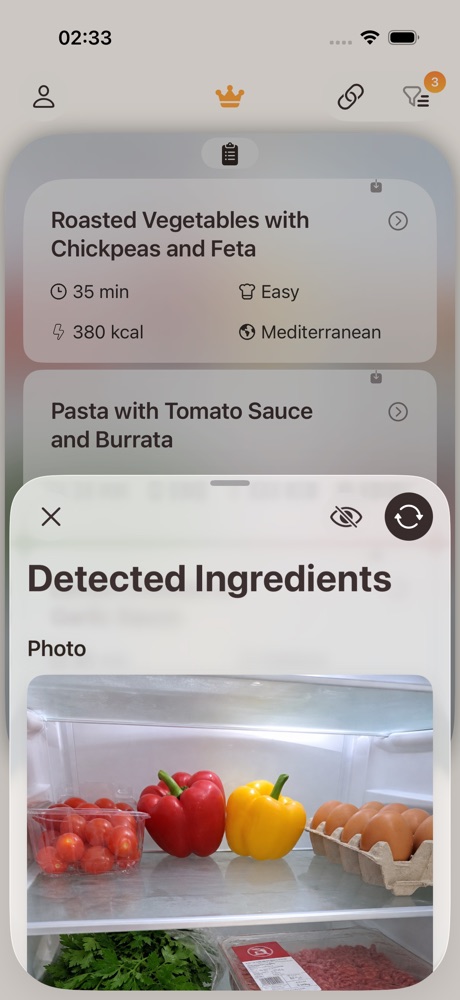 02:33
3
Roasted Vegetables with
Chickpeas and Feta
35 min
Easy
380 kcal
Mediterranean
Pasta with Tomato Sauce
and Burrata
Detected Ingredients
Photo